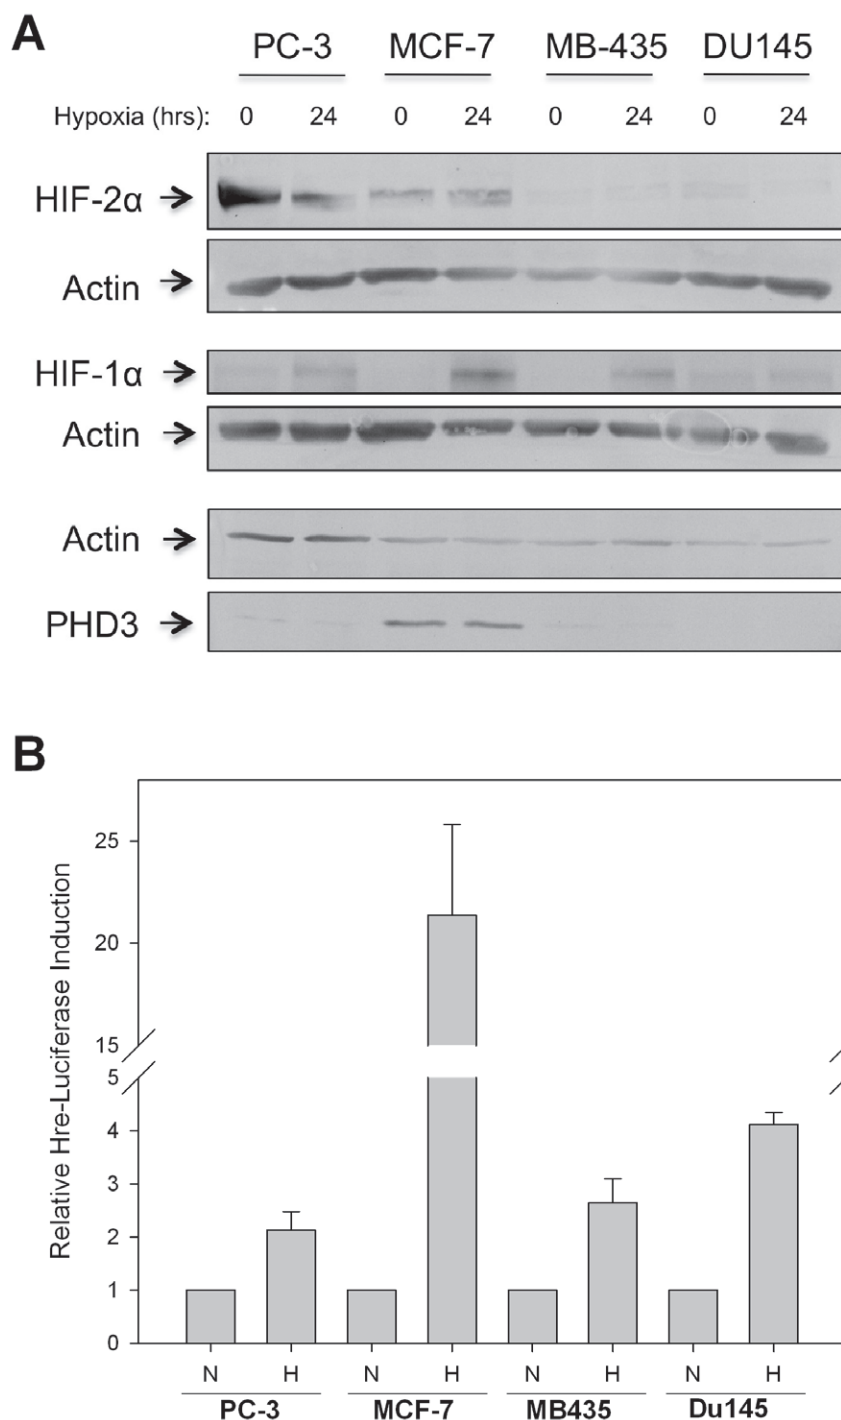 A
PC-3 MCF-7 MB-435 DU145
Hypoxia (hrs): 0 24 0 24 0 24 0 24
HIF-2α
Actin
HIF-1α
Actin
Actin
PHD3
B
Relative Hre-Luciferase Induction
25
20
15
5
4
3
2
1
0
N H N H N H N H
PC-3 MCF-7 MB435 Du145